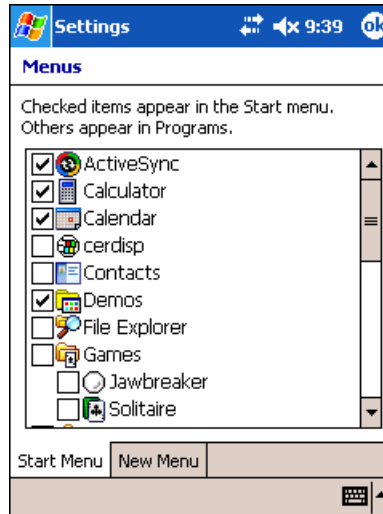 Settings 9:39 ok
Menus
Checked items appear in the Start menu.
Others appear in Programs.
ActiveSync
Calculator
Calendar
cerdisp
Contacts
Demos
File Explorer
Games
Jawbreaker
Solitaire
Start Menu New Menu